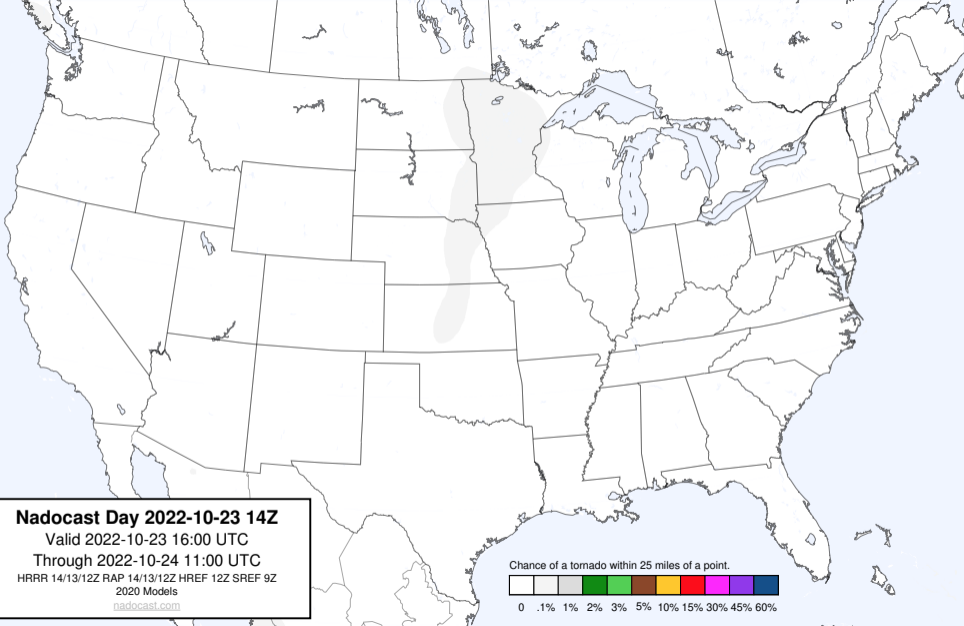 Nadocast Day 2022-10-23 14Z
Valid 2022-10-23 16:00 UTC
Through 2022-10-24 11:00 UTC
HRRR 14/13/12Z RAP 14/13/12Z HREF 12Z SREF 9Z
2020 Models
nadocast.com
Chance of a tornado within 25 miles of a point.
0 .1% 1% 2% 3% 5% 10% 15% 30% 45% 60%